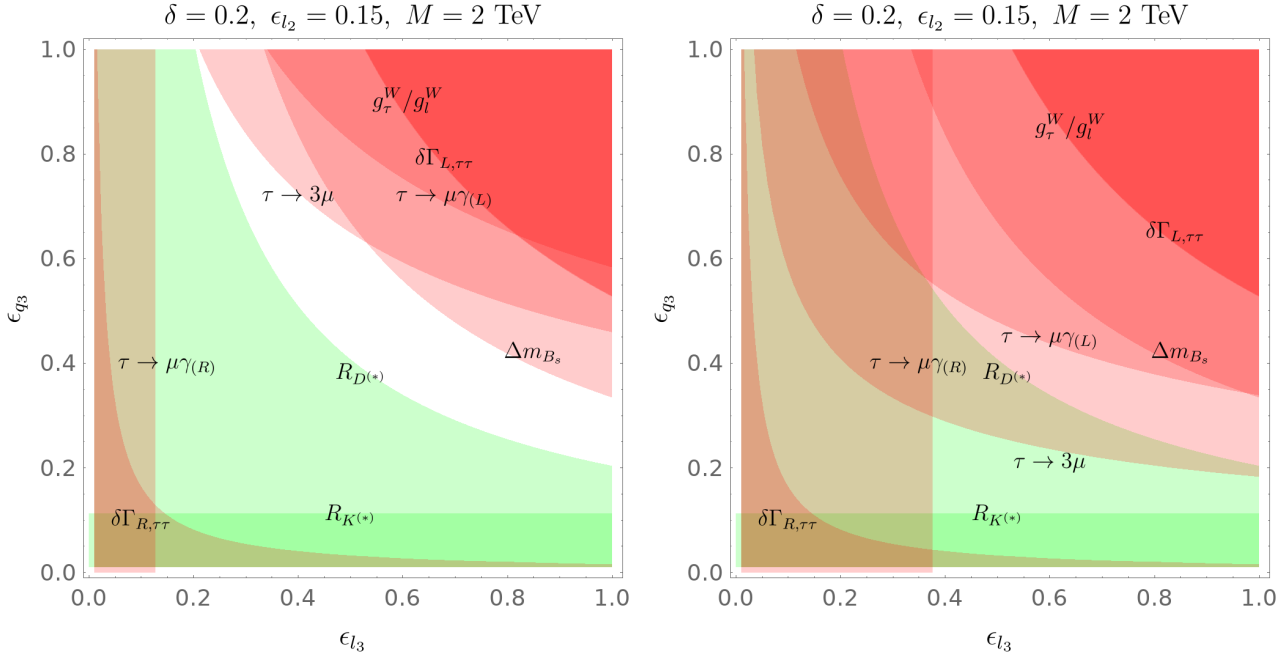 δ = 0.2, ϵ_{l_2} = 0.15, M = 2 TeV
1.0
0.8
0.6
0.4
0.2
0.0
ϵ_{q_3}
g_τ^W/g_l^W
δΓ_{L,ττ}
τ → 3μ
τ → μγ_{(L)}
Δm_{B_s}
τ → μγ_{(R)}
R_{D^{(*)}}
δΓ_{R,ττ}
R_{K^{(*)}}
0.0 0.2 0.4 0.6 0.8 1.0
ϵ_{l_3}
δ = 0.2, ϵ_{l_2} = 0.15, M = 2 TeV
1.0
0.8
0.6
0.4
0.2
0.0
ϵ_{q_3}
g_τ^W/g_l^W
δΓ_{L,ττ}
τ → μγ_{(L)}
Δm_{B_s}
τ → μγ_{(R)}
R_{D^{(*)}}
τ → 3μ
δΓ_{R,ττ}
R_{K^{(*)}}
0.0 0.2 0.4 0.6 0.8 1.0
ϵ_{l_3}